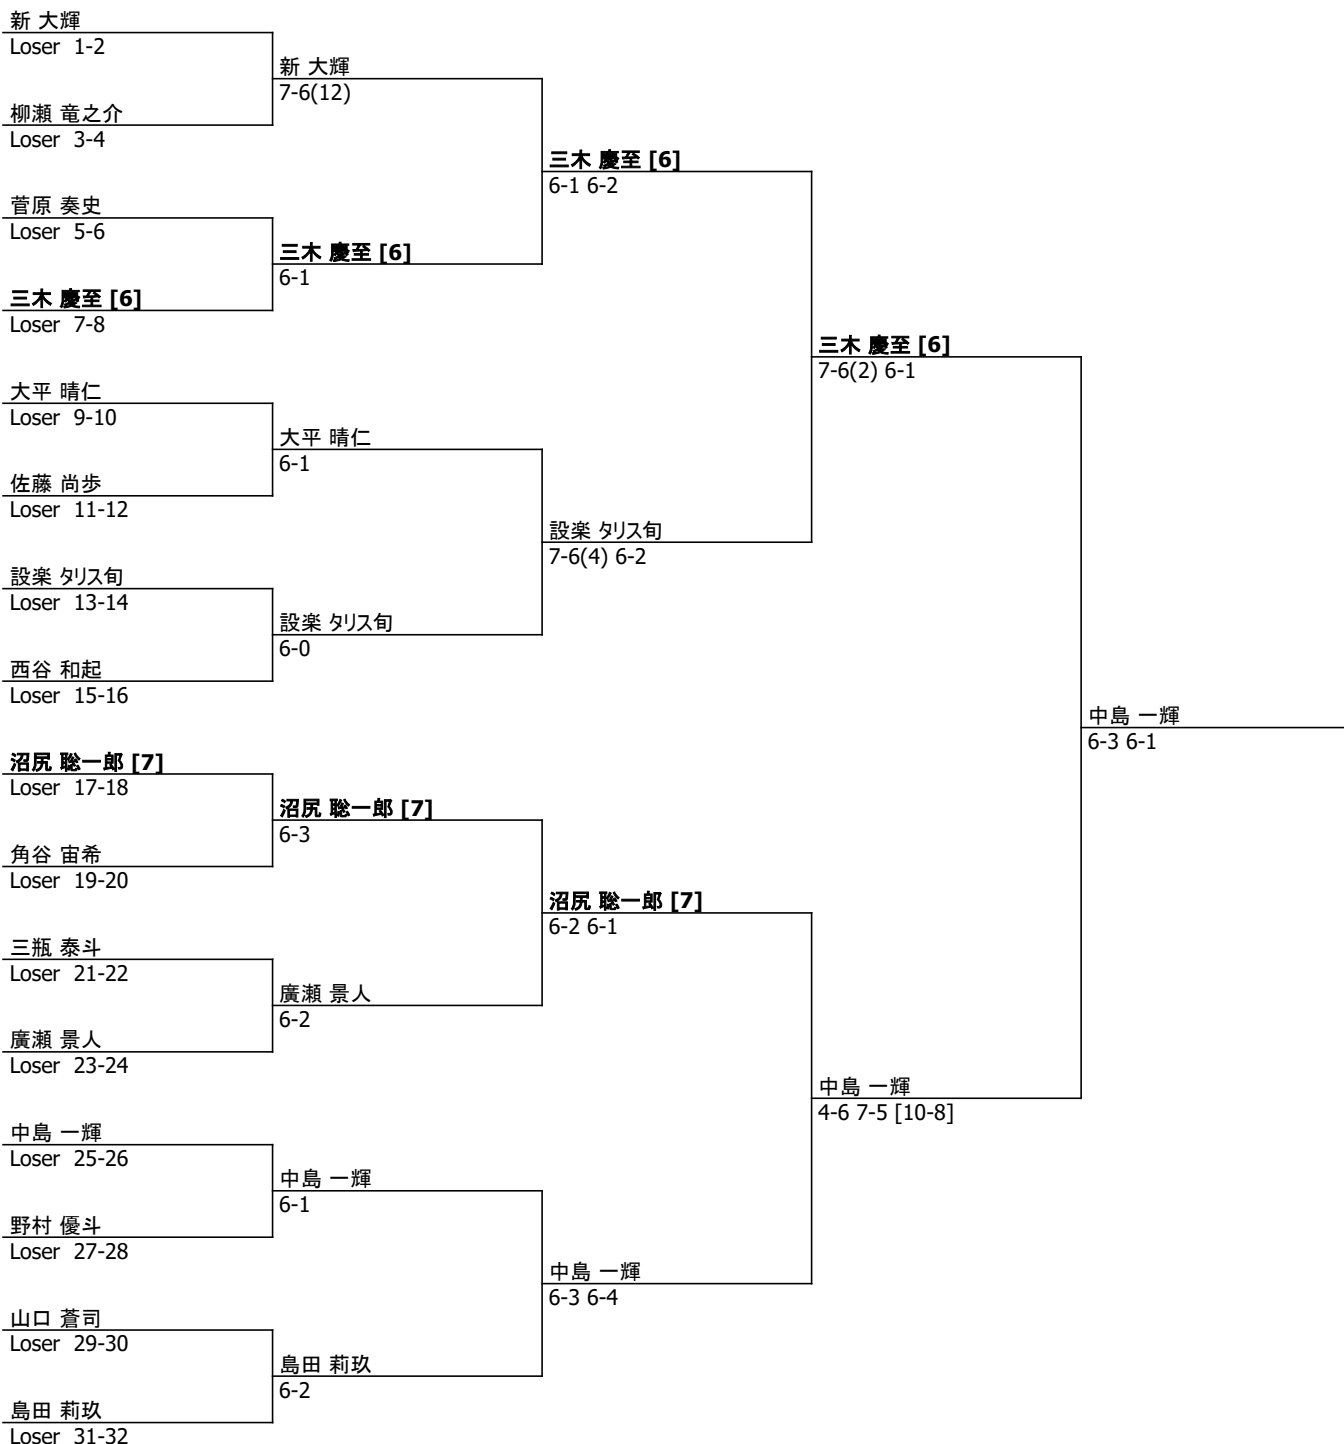 新 大輝
Loser 1-2
柳瀬 竜之介
Loser 3-4
菅原 奏史
Loser 5-6
三木 慶至 [6]
Loser 7-8
大平 晴仁
Loser 9-10
佐藤 尚歩
Loser 11-12
設楽 タリス旬
Loser 13-14
西谷 和起
Loser 15-16
沼尻 聡一郎 [7]
Loser 17-18
角谷 宙希
Loser 19-20
三瓶 泰斗
Loser 21-22
廣瀬 景人
Loser 23-24
中島 一輝
Loser 25-26
野村 優斗
Loser 27-28
山口 蒼司
Loser 29-30
島田 莉玖
Loser 31-32
新 大輝
7-6(12)
三木 慶至 [6]
6-1
大平 晴仁
6-1
設楽 タリス旬
6-0
沼尻 聡一郎 [7]
6-3
廣瀬 景人
6-2
中島 一輝
6-1
島田 莉玖
6-2
三木 慶至 [6]
6-1 6-2
設楽 タリス旬
7-6(4) 6-2
沼尻 聡一郎 [7]
6-2 6-1
中島 一輝
6-3 6-4
三木 慶至 [6]
7-6(2) 6-1
中島 一輝
4-6 7-5 [10-8]
中島 一輝
6-3 6-1